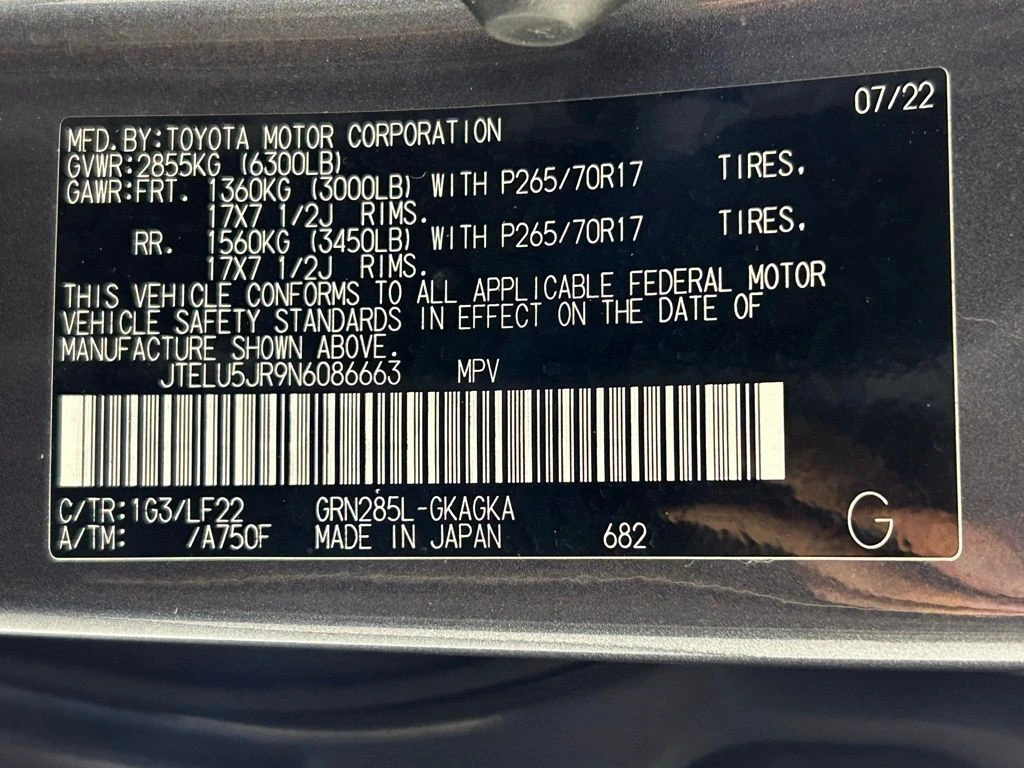 07/22
MFD.BY:TOYOTA MOTOR CORPORATION
GVWR:2855KG (6300LB)
GAWR:FRT. 1360KG (3000LB) WITH P265/70R17 TIRES.
17X7 1/2J RIMS.
RR. 1560KG (3450LB) WITH P265/70R17 TIRES.
17X7 1/2J RIMS.
THIS VEHICLE CONFORMS TO ALL APPLICABLE FEDERAL MOTOR
VEHICLE SAFETY STANDARDS IN EFFECT ON THE DATE OF
MANUFACTURE SHOWN ABOVE.
JTELU5JR9N6086663 MPV
C/TR:1G3/LF22 GRN285L-GKAGKA
A/TM: /A750F MADE IN JAPAN 682
G